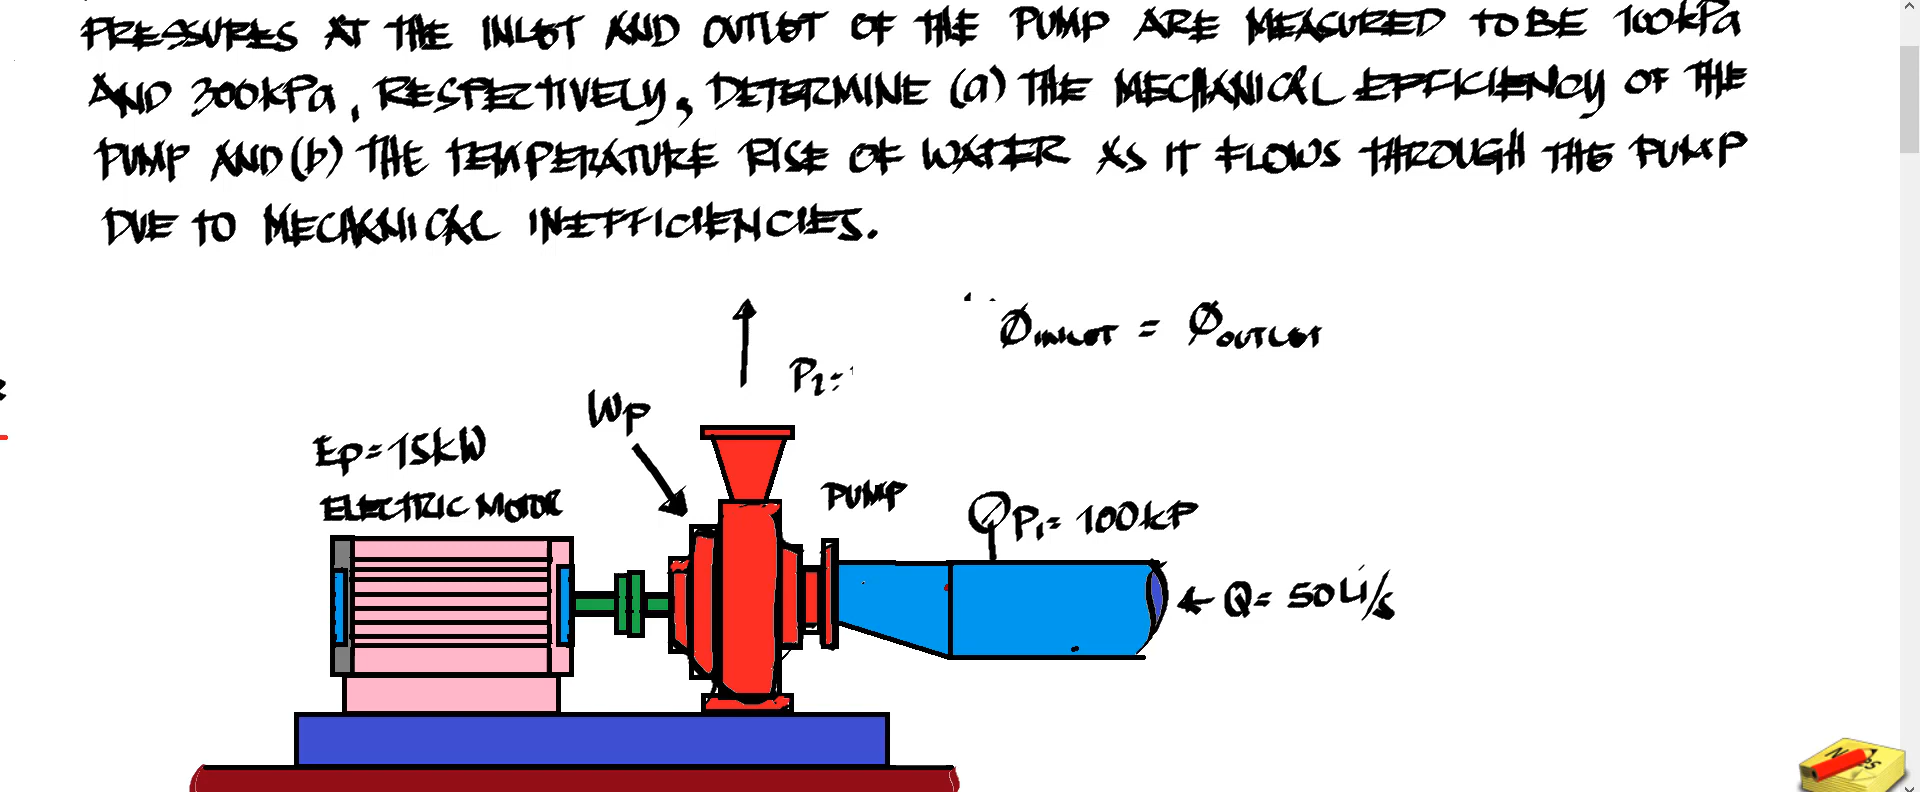 PRESSURES AT THE INLET AND OUTLET OF THE PUMP ARE MEASURED TO BE 100kPa
AND 300kPa, RESPECTIVELY, DETERMINE (a) THE MECHANICAL EFFICIENCY OF THE
PUMP AND (b) THE TEMPERATURE RISE OF WATER AS IT FLOWS THROUGH THE PUMP
DUE TO MECHANICAL INEFFICIENCIES.
ØINLET = ØOUTLET
P2=
Wp
Ep=15kW
ELECTRIC MOTOR
PUMP
P1= 100kP
Q= 50Li/s